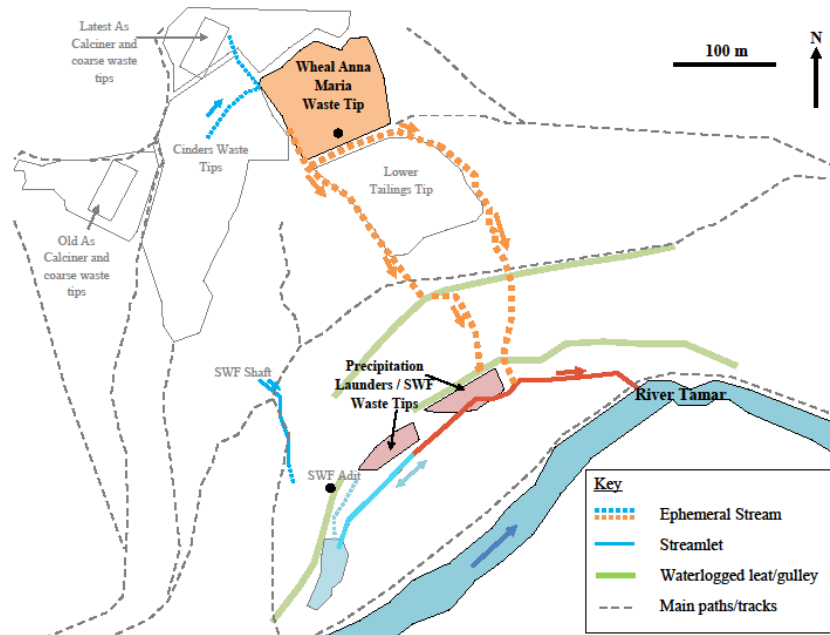 Latest As
Calciner and
coarse waste
tips
Wheal Anna
Maria
Waste Tip
100 m
N
Cinders Waste
Tips
Lower
Tailings Tip
Old As
Calciner and
coarse waste
tips
SWF Shaft
Precipitation
Launders / SWF
Waste Tips
River Tamar
SWF Adit
Key
Ephemeral Stream
Streamlet
Waterlogged leat/gulley
Main paths/tracks